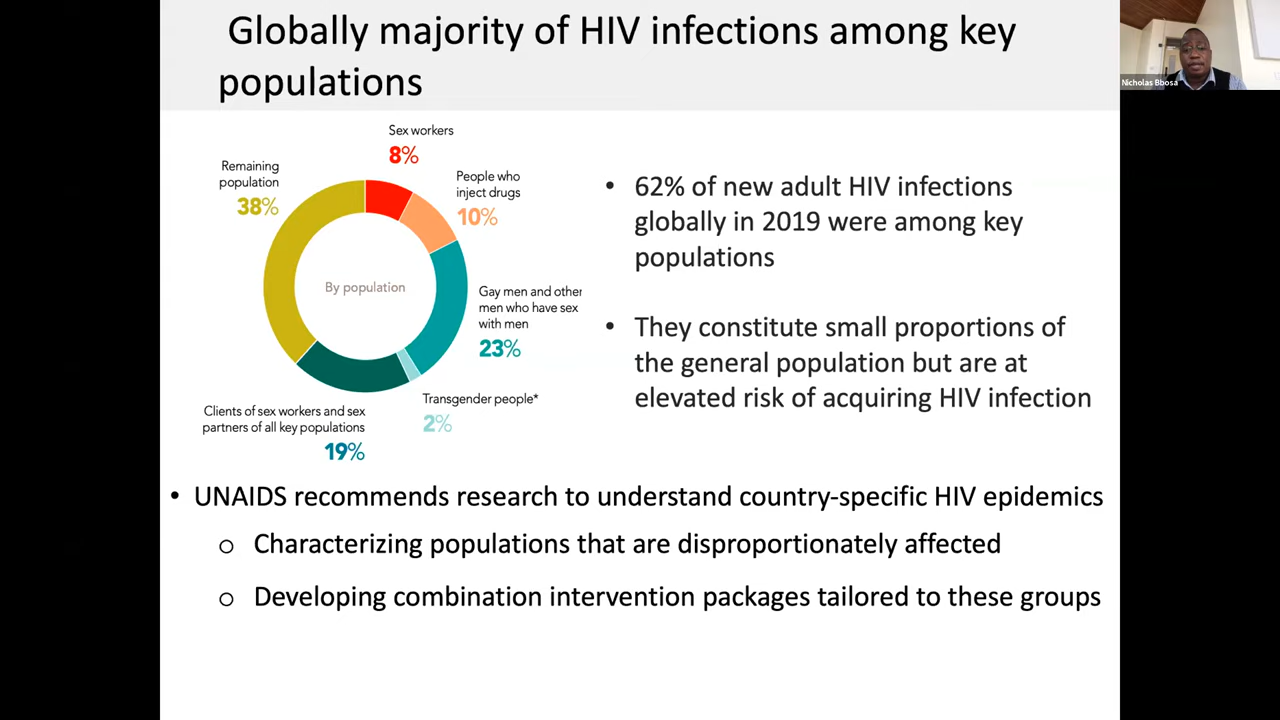 Globally majority of HIV infections among key
populations
Nicholas Bbosa
Sex workers
8%
People who
inject drugs
10%
Remaining
population
38%
By population
Gay men and other
men who have sex
with men
23%
Transgender people*
2%
Clients of sex workers and sex
partners of all key populations
19%
• 62% of new adult HIV infections
globally in 2019 were among key
populations
• They constitute small proportions of
the general population but are at
elevated risk of acquiring HIV infection
• UNAIDS recommends research to understand country-specific HIV epidemics
o Characterizing populations that are disproportionately affected
o Developing combination intervention packages tailored to these groups